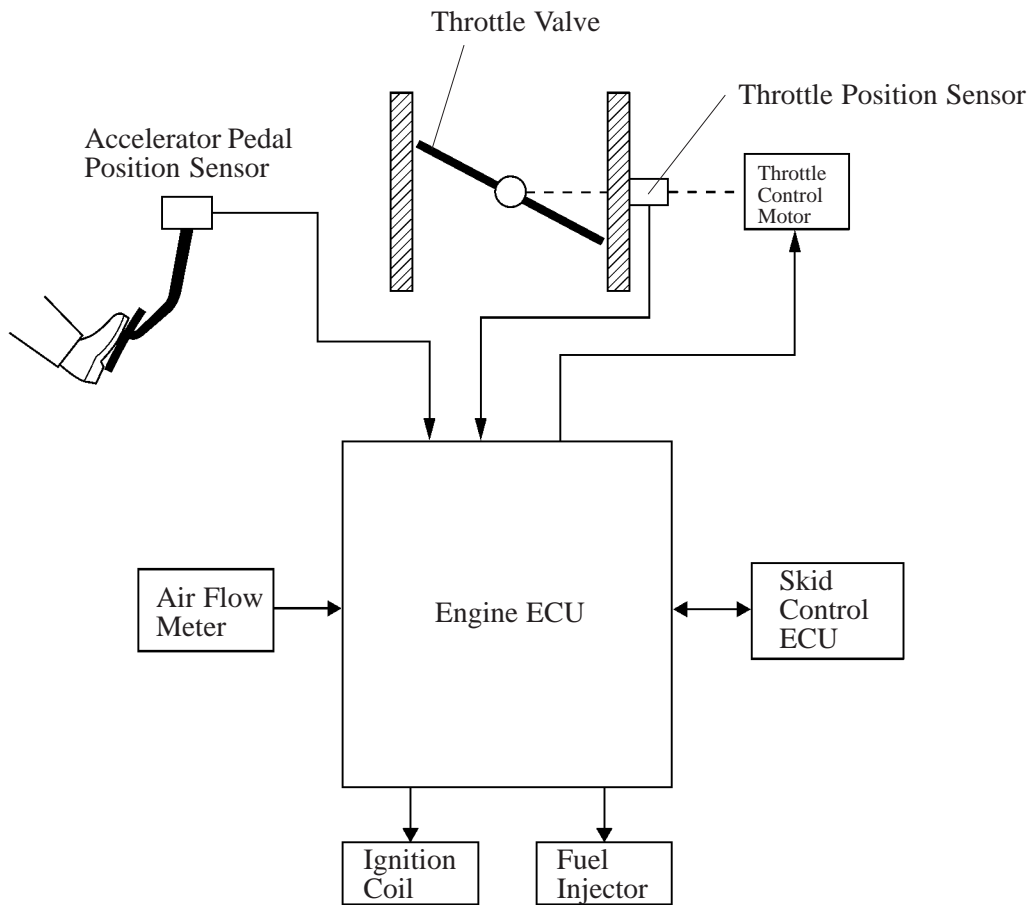 Throttle Valve
Throttle Position Sensor
Accelerator Pedal
Position Sensor
Throttle
Control
Motor
Air Flow
Meter
Engine ECU
Skid
Control
ECU
Ignition
Coil
Fuel
Injector